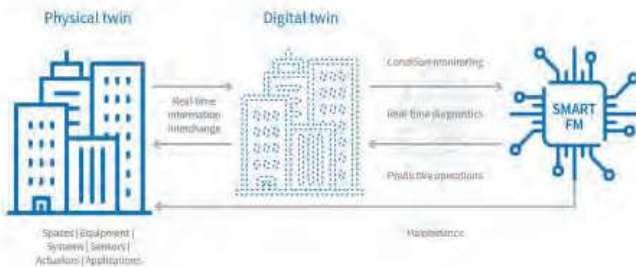 Physical twin
Digital twin
Real-time
information
interchange
Condition monitoring
Real-time diagnostics
Predictive operations
SMART
FM
Spaces | Equipment |
Systems | Sensors |
Actuators | Applications
Maintenance